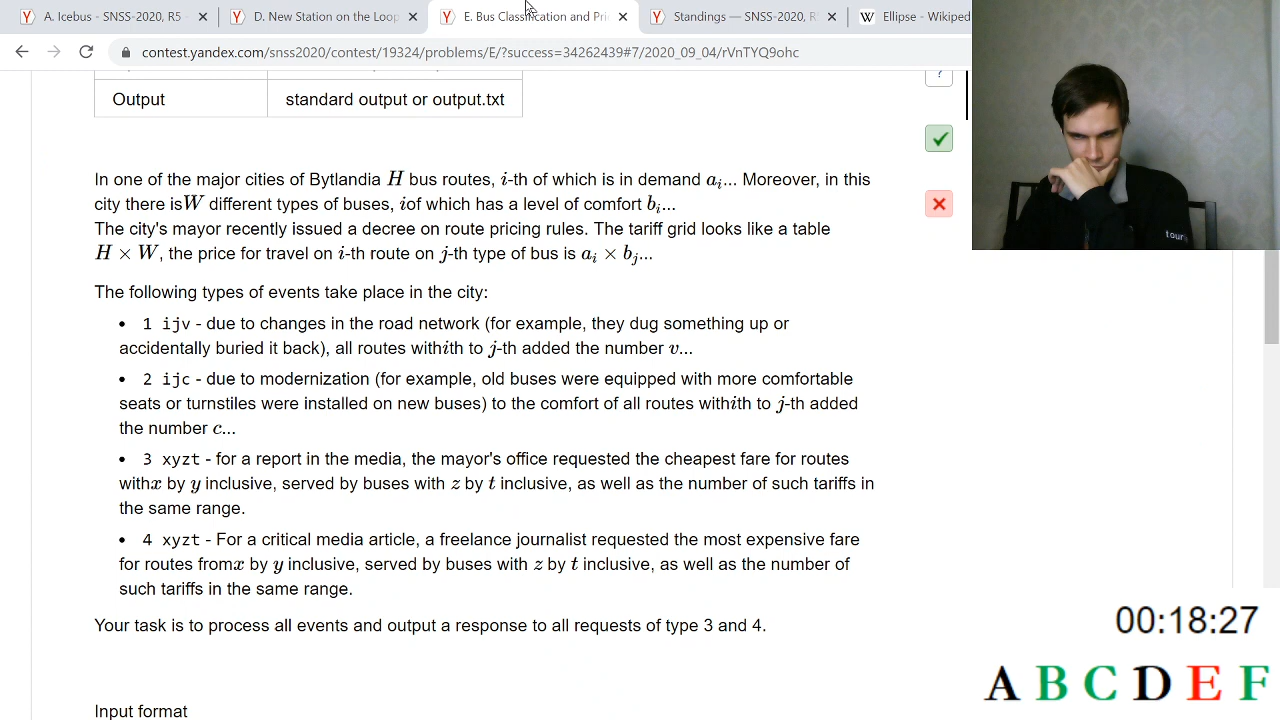 A. Icebus - SNSS-2020, R5 -
D. New Station on the Loop
E. Bus Classification and Pri
Standings — SNSS-2020, R
Ellipse - Wikiped
contest.yandex.com/snss2020/contest/19324/problems/E/?success=34262439#7/2020_09_04/rVnTYQ9ohc
?
Output standard output or output.txt
In one of the major cities of Bytlandia H bus routes, i-th of which is in demand a_i... Moreover, in this
city there isW different types of buses, iof which has a level of comfort b_i...
The city's mayor recently issued a decree on route pricing rules. The tariff grid looks like a table
H × W, the price for travel on i-th route on j-th type of bus is a_i × b_j...
The following types of events take place in the city:
• 1 ijv - due to changes in the road network (for example, they dug something up or
accidentally buried it back), all routes withith to j-th added the number v...
• 2 ijc - due to modernization (for example, old buses were equipped with more comfortable
seats or turnstiles were installed on new buses) to the comfort of all routes withith to j-th added
the number c...
• 3 xyzt - for a report in the media, the mayor's office requested the cheapest fare for routes
withx by y inclusive, served by buses with z by t inclusive, as well as the number of such tariffs in
the same range.
• 4 xyzt - For a critical media article, a freelance journalist requested the most expensive fare
for routes fromx by y inclusive, served by buses with z by t inclusive, as well as the number of
such tariffs in the same range.
Your task is to process all events and output a response to all requests of type 3 and 4.
Input format
tour
00:18:27
A B C D E F